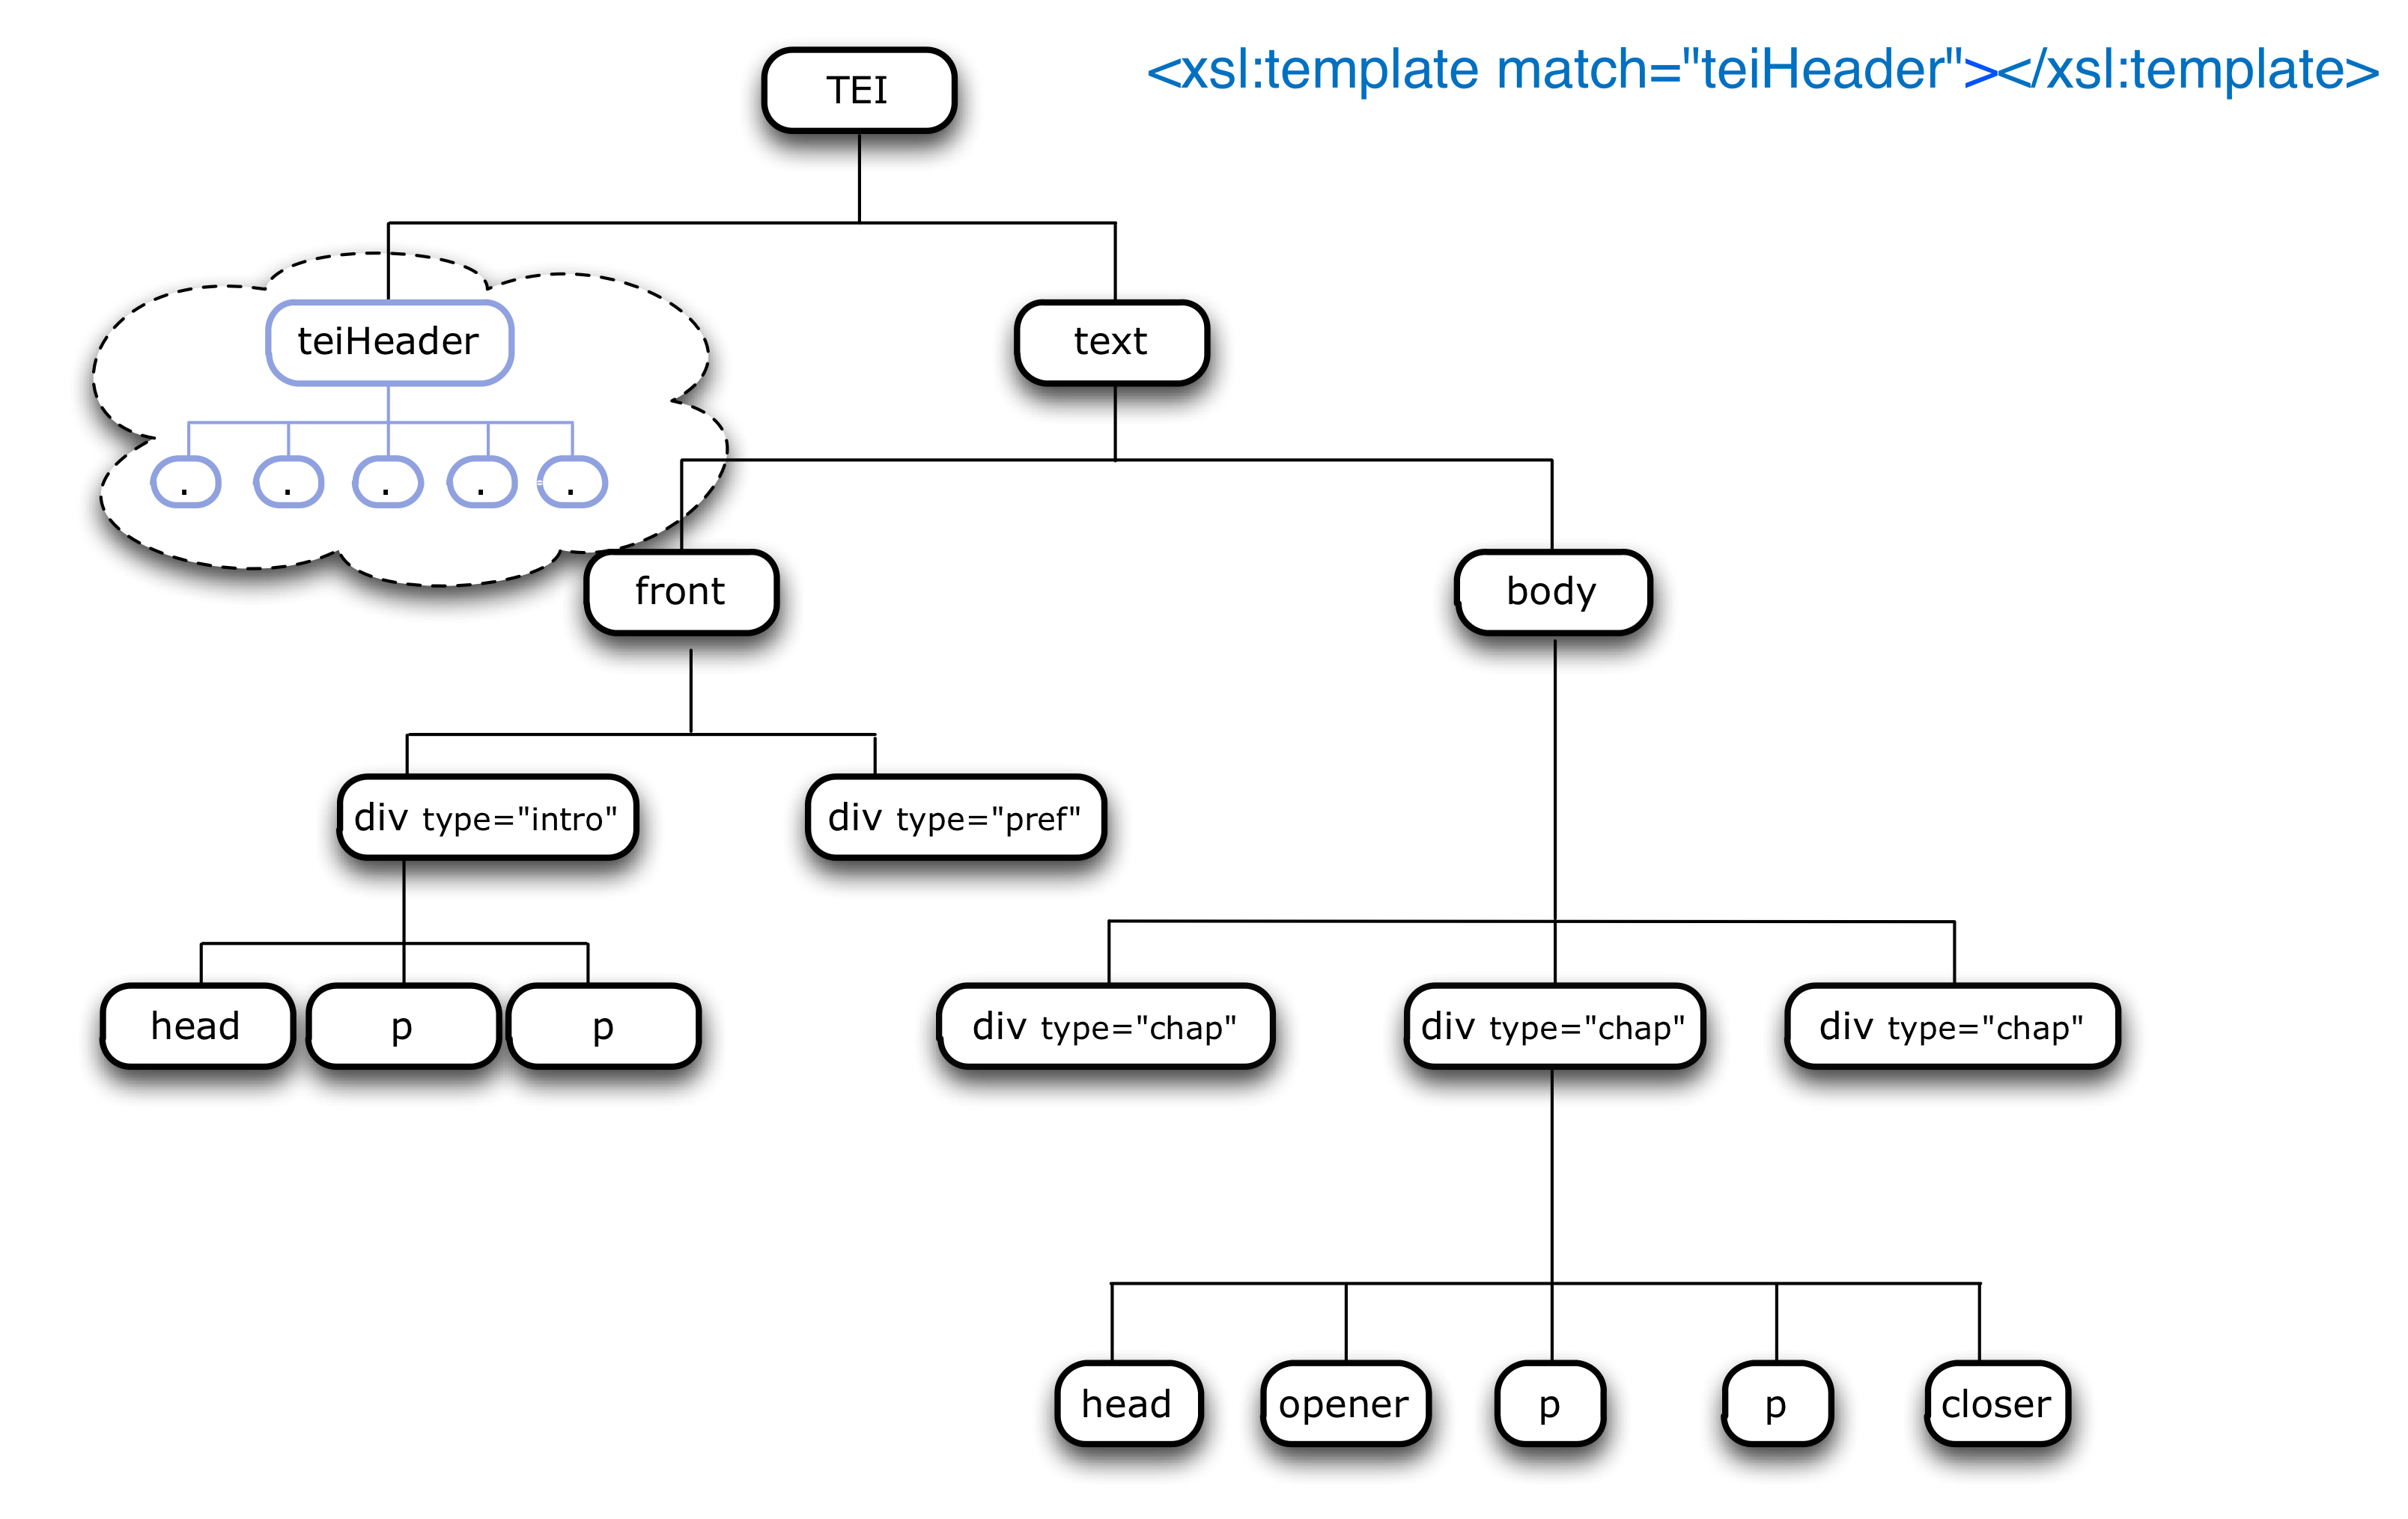 TEI
<xsl:template match="teiHeader"></xsl:template>
teiHeader
text
. . . . .
front
body
div type="intro"
div type="pref"
head
p
p
div type="chap"
div type="chap"
div type="chap"
head
opener
p
p
closer